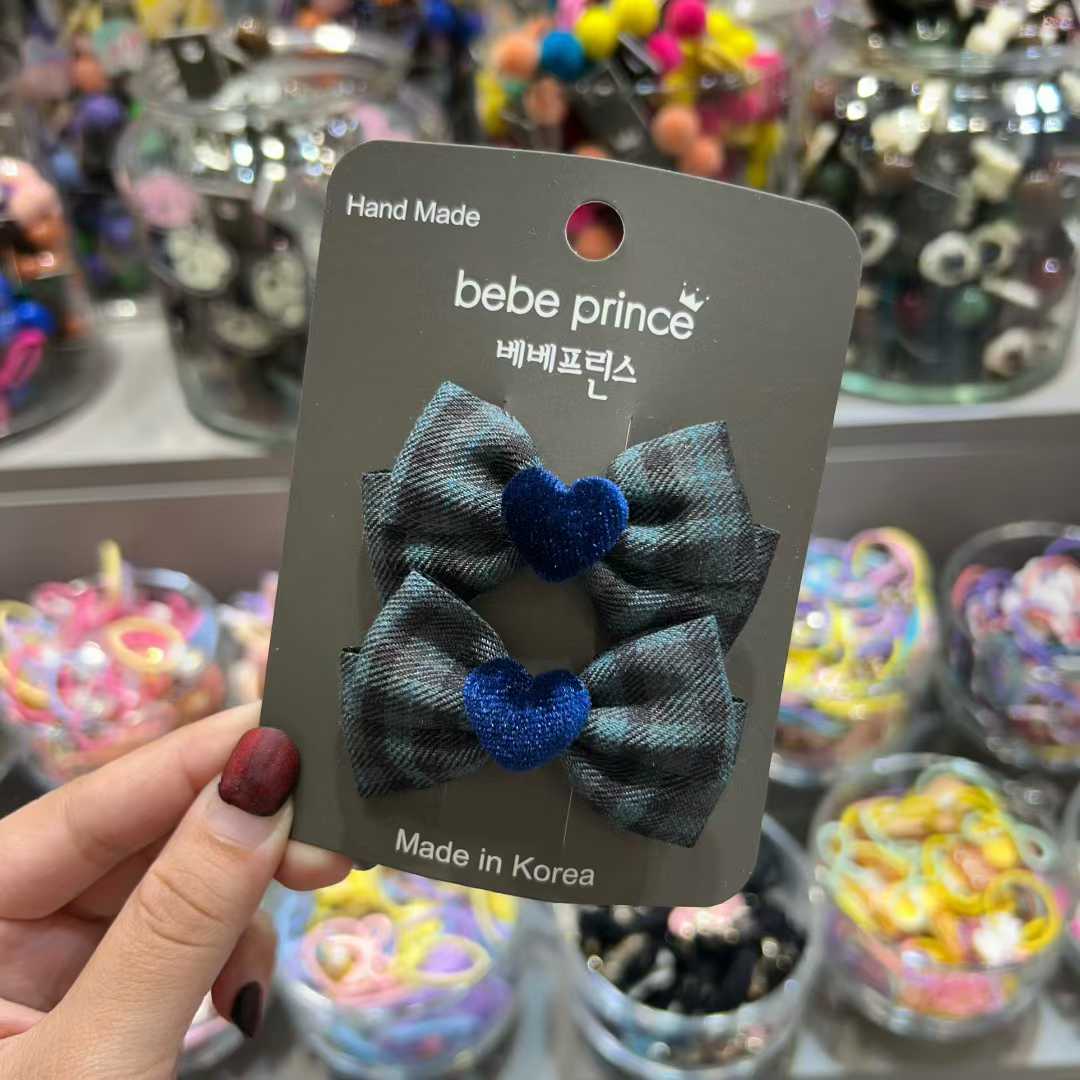 Hand Made
bebe prince
베베프린스
Made in Korea